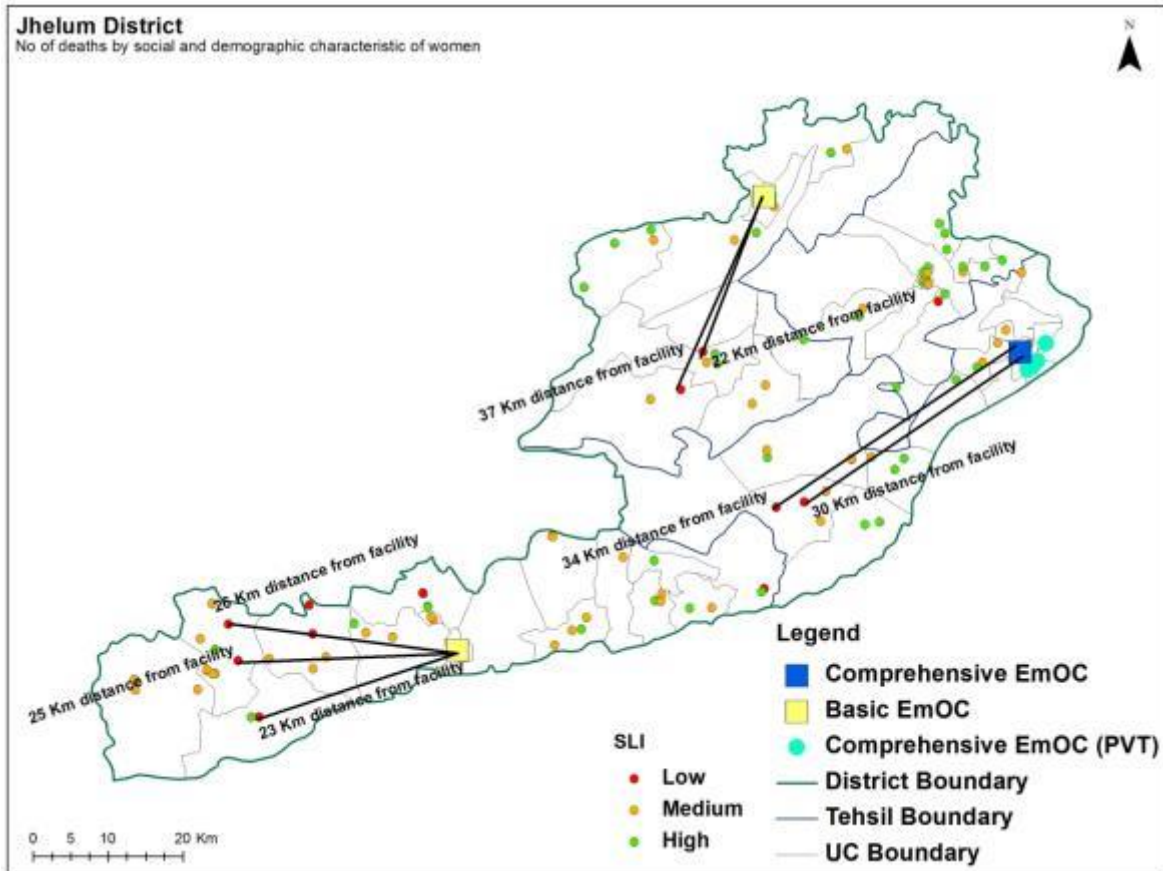 Jhelum District
No of deaths by social and demographic characteristic of women
N
22 Km distance from facility
37 Km distance from facility
30 Km distance from facility
34 Km distance from facility
26 Km distance from facility
25 Km distance from facility
23 Km distance from facility
Legend
Comprehensive EmOC
Basic EmOC
Comprehensive EmOC (PVT)
District Boundary
Tehsil Boundary
UC Boundary
SLI
Low
Medium
High
0 5 10 20 Km